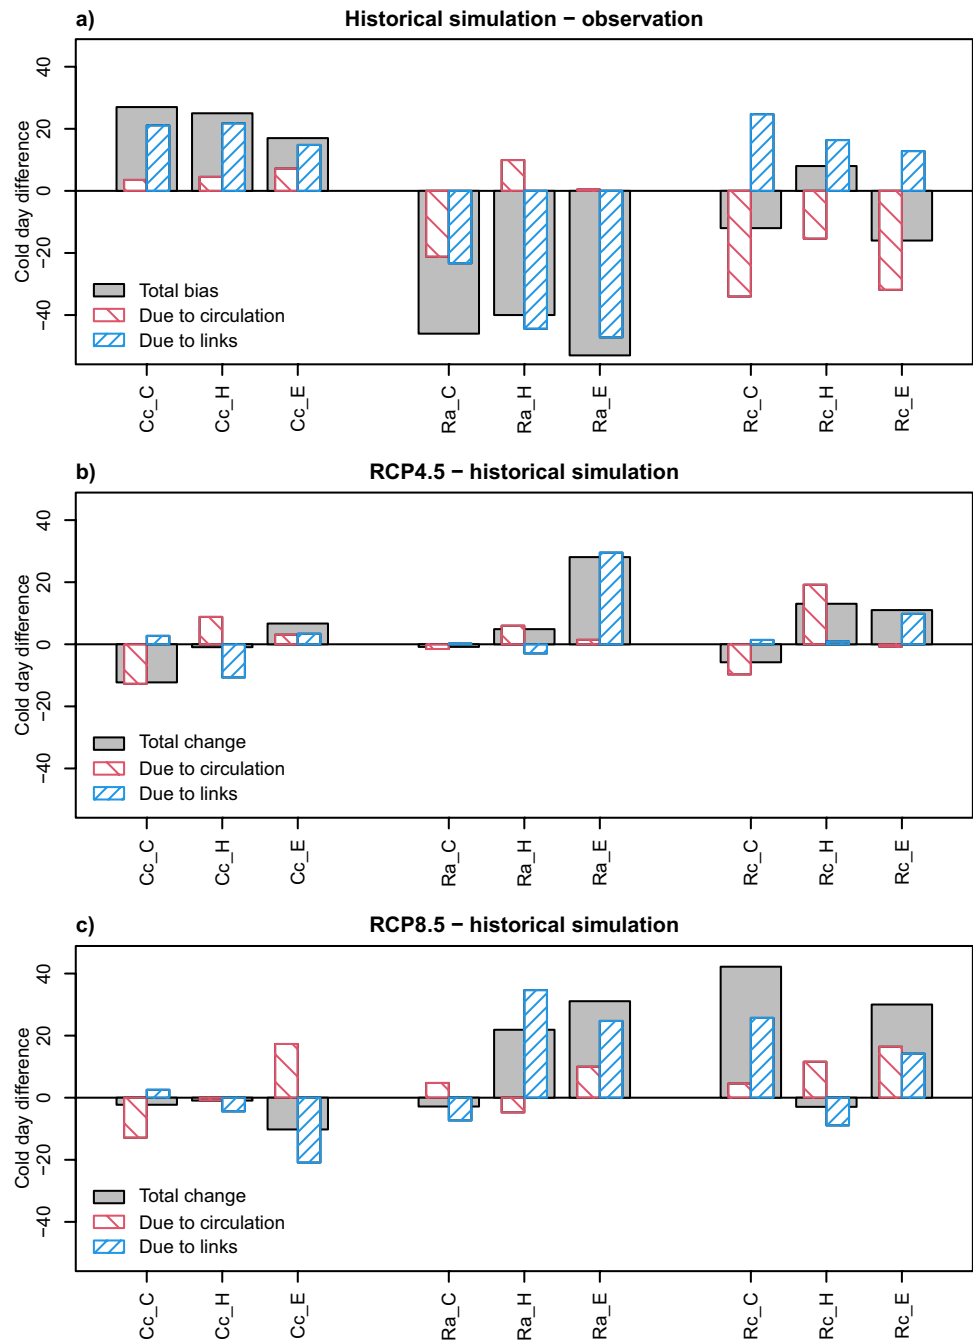 a) Historical simulation − observation
Cold day difference
40
20
0
−20
−40
Total bias
Due to circulation
Due to links
Cc_C Cc_H Cc_E Ra_C Ra_H Ra_E Rc_C Rc_H Rc_E
b) RCP4.5 − historical simulation
Cold day difference
40
20
0
−20
−40
Total change
Due to circulation
Due to links
Cc_C Cc_H Cc_E Ra_C Ra_H Ra_E Rc_C Rc_H Rc_E
c) RCP8.5 − historical simulation
Cold day difference
40
20
0
−20
−40
Total change
Due to circulation
Due to links
Cc_C Cc_H Cc_E Ra_C Ra_H Ra_E Rc_C Rc_H Rc_E